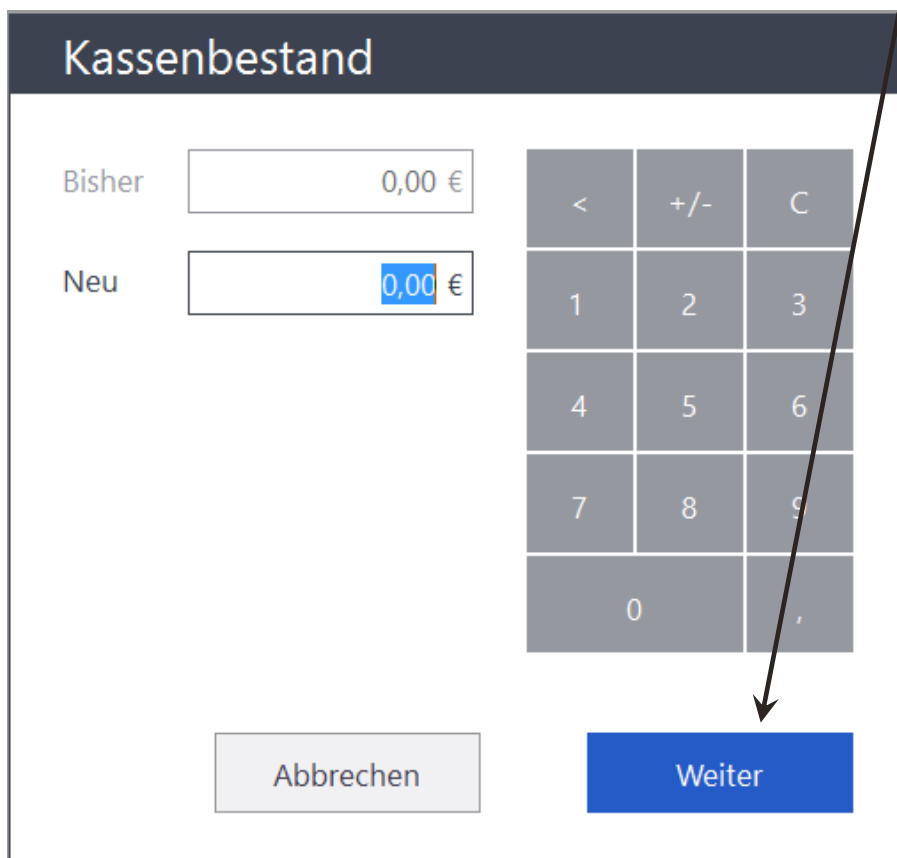 Kassenbestand
Bisher 0,00 €
Neu 0,00 €
< +/- C
1 2 3
4 5 6
7 8 9
0 ,
Abbrechen Weiter